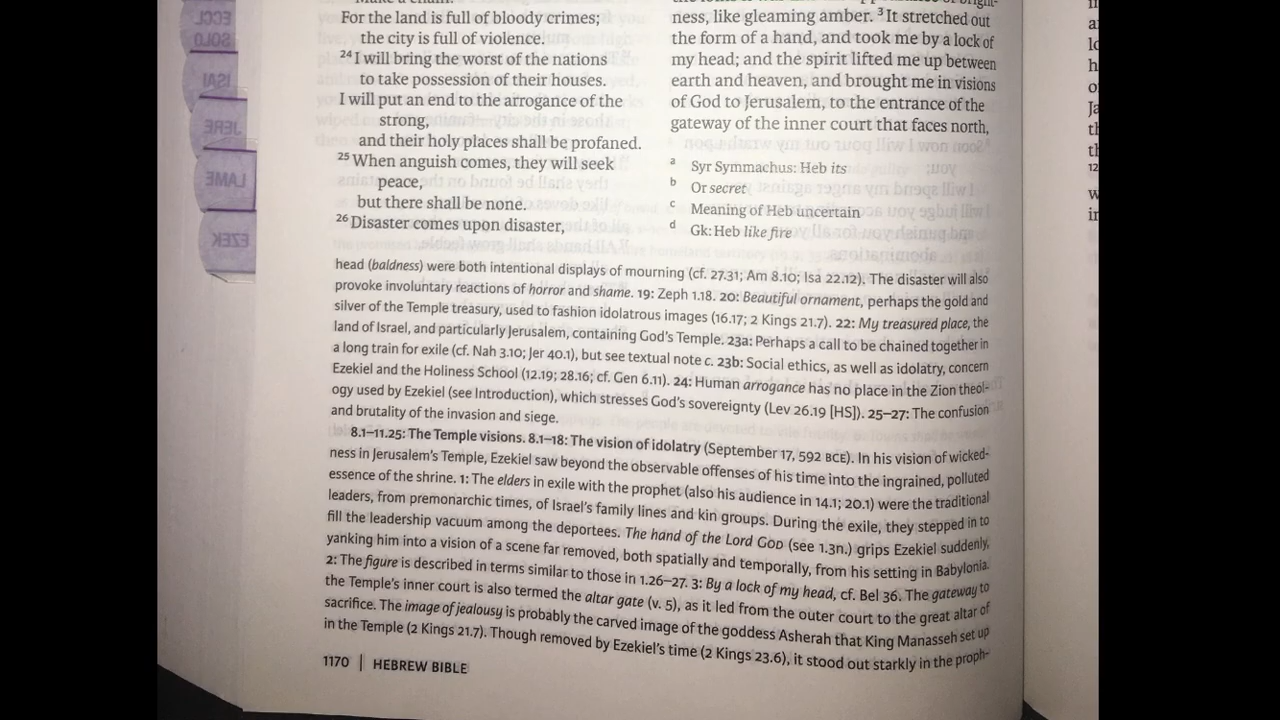 For the land is full of bloody crimes;
the city is full of violence.
24 I will bring the worst of the nations
to take possession of their houses.
I will put an end to the arrogance of the
strong,
and their holy places shall be profaned.
25 When anguish comes, they will seek
peace,
but there shall be none.
26 Disaster comes upon disaster,
ness, like gleaming amber. 3 It stretched out
the form of a hand, and took me by a lock of
my head; and the spirit lifted me up between
earth and heaven, and brought me in visions
of God to Jerusalem, to the entrance of the
gateway of the inner court that faces north,
a Syr Symmachus: Heb its
b Or secret
c Meaning of Heb uncertain
d Gk: Heb like fire
head (baldness) were both intentional displays of mourning (cf. 27.31; Am 8.10; Isa 22.12). The disaster will also
provoke involuntary reactions of horror and shame. 19: Zeph 1.18. 20: Beautiful ornament, perhaps the gold and
silver of the Temple treasury, used to fashion idolatrous images (16.17; 2 Kings 21.7). 22: My treasured place, the
land of Israel, and particularly Jerusalem, containing God's Temple. 23a: Perhaps a call to be chained together in
a long train for exile (cf. Nah 3.10; Jer 40.1), but see textual note c. 23b: Social ethics, as well as idolatry, concern
Ezekiel and the Holiness School (12.19; 28.16; cf. Gen 6.11). 24: Human arrogance has no place in the Zion theol-
ogy used by Ezekiel (see Introduction), which stresses God's sovereignty (Lev 26.19 [HS]). 25–27: The confusion
and brutality of the invasion and siege.
8.1–11.25: The Temple visions. 8.1–18: The vision of idolatry (September 17, 592 BCE). In his vision of wicked-
ness in Jerusalem's Temple, Ezekiel saw beyond the observable offenses of his time into the ingrained, polluted
essence of the shrine. 1: The elders in exile with the prophet (also his audience in 14.1; 20.1) were the traditional
leaders, from premonarchic times, of Israel's family lines and kin groups. During the exile, they stepped in to
fill the leadership vacuum among the deportees. The hand of the Lord GOD (see 1.3n.) grips Ezekiel suddenly,
yanking him into a vision of a scene far removed, both spatially and temporally, from his setting in Babylonia.
2: The figure is described in terms similar to those in 1.26–27. 3: By a lock of my head, cf. Bel 36. The gateway to
the Temple's inner court is also termed the altar gate (v. 5), as it led from the outer court to the great altar of
sacrifice. The image of jealousy is probably the carved image of the goddess Asherah that King Manasseh set up
in the Temple (2 Kings 21.7). Though removed by Ezekiel's time (2 Kings 23.6), it stood out starkly in the proph-
1170 | HEBREW BIBLE
ECCL
SOLO
ISAI
JERE
LAME
EZEK